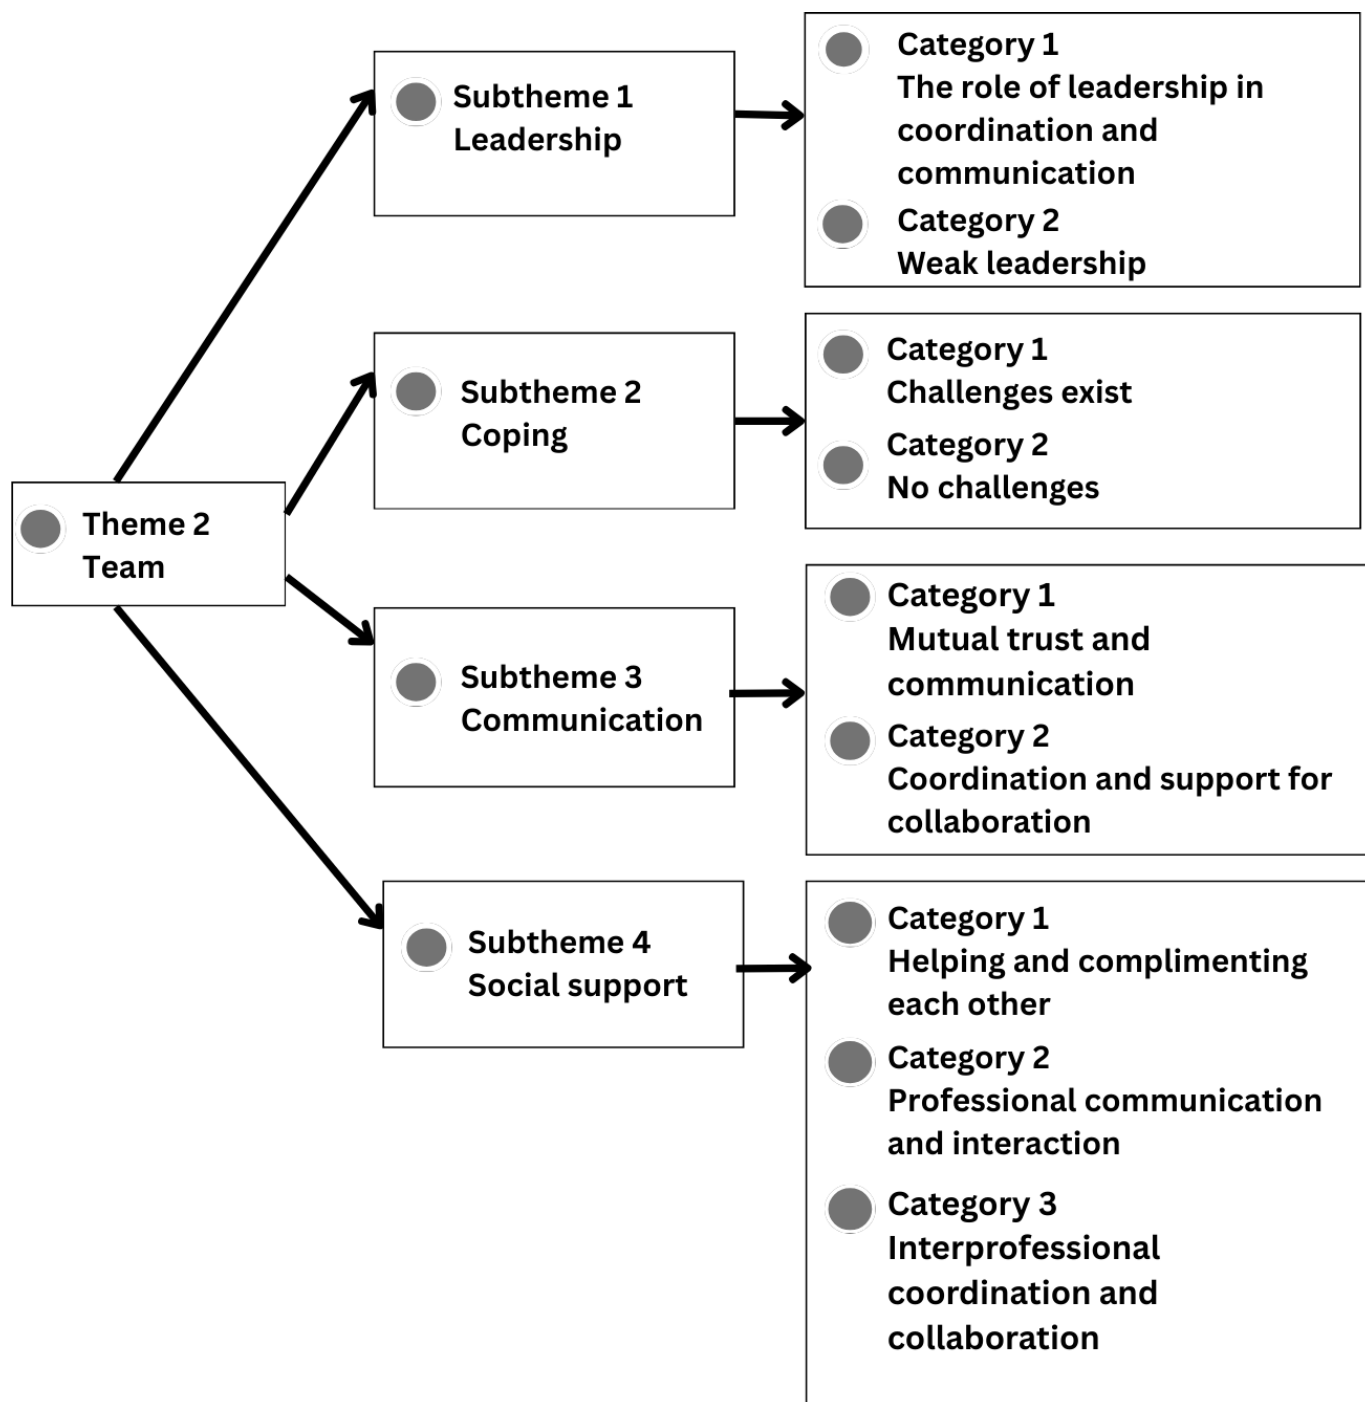 Theme 2
Team
Subtheme 1
Leadership
Category 1
The role of leadership in
coordination and
communication
Category 2
Weak leadership
Subtheme 2
Coping
Category 1
Challenges exist
Category 2
No challenges
Subtheme 3
Communication
Category 1
Mutual trust and
communication
Category 2
Coordination and support for
collaboration
Subtheme 4
Social support
Category 1
Helping and complimenting
each other
Category 2
Professional communication
and interaction
Category 3
Interprofessional
coordination and
collaboration